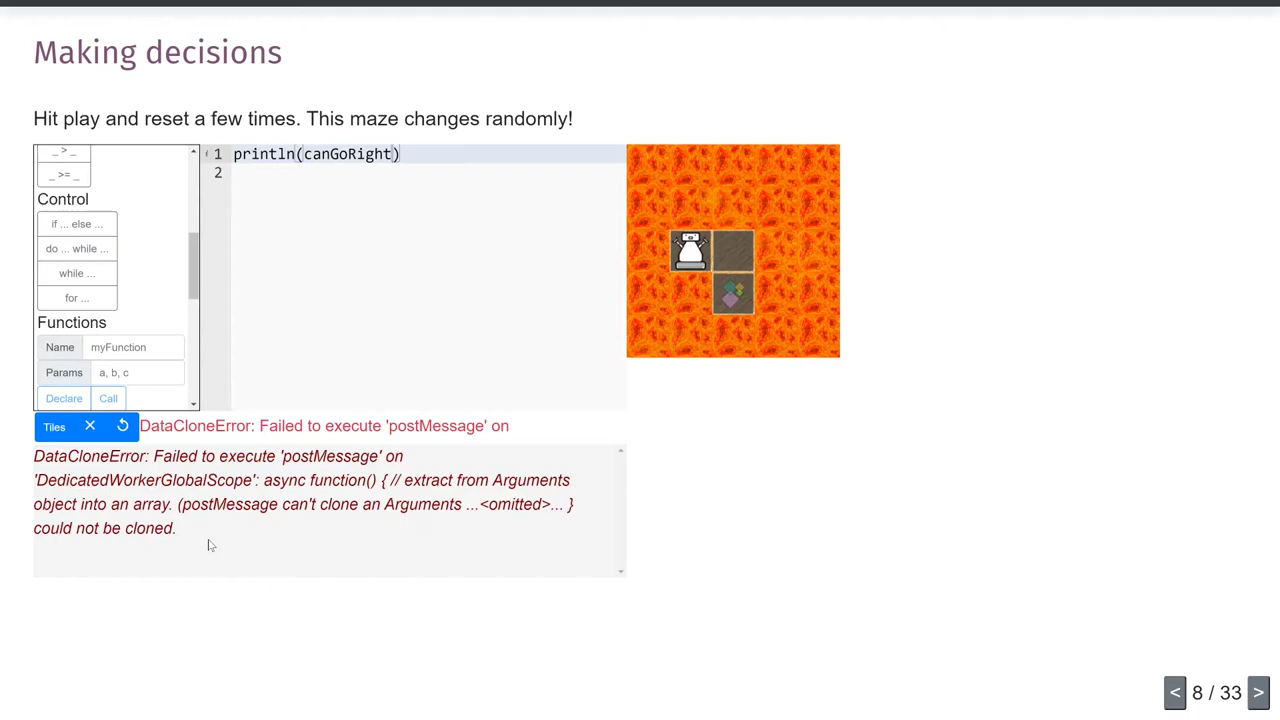 Making decisions
Hit play and reset a few times. This maze changes randomly!
_ > _
_ >= _
Control
if ... else ...
do ... while ...
while ...
for ...
Functions
Name myFunction
Params a, b, c
Declare Call
1 println(canGoRight)
2
Tiles
DataCloneError: Failed to execute 'postMessage' on
DataCloneError: Failed to execute 'postMessage' on
'DedicatedWorkerGlobalScope': async function() { // extract from Arguments
object into an array. (postMessage can't clone an Arguments ...<omitted>... }
could not be cloned.
< 8 / 33 >